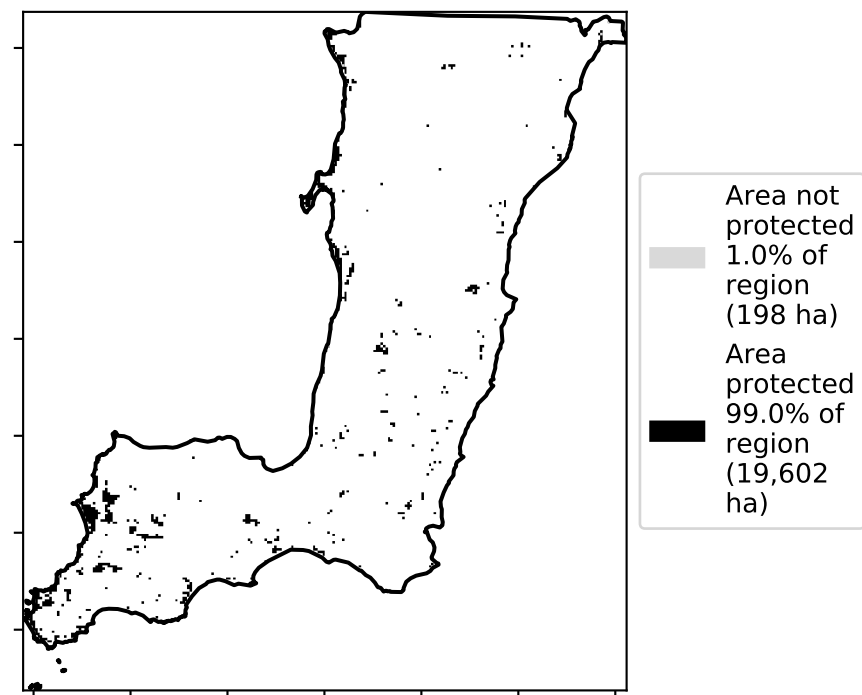 Area not
protected
1.0% of
region
(198 ha)
Area
protected
99.0% of
region
(19,602
ha)